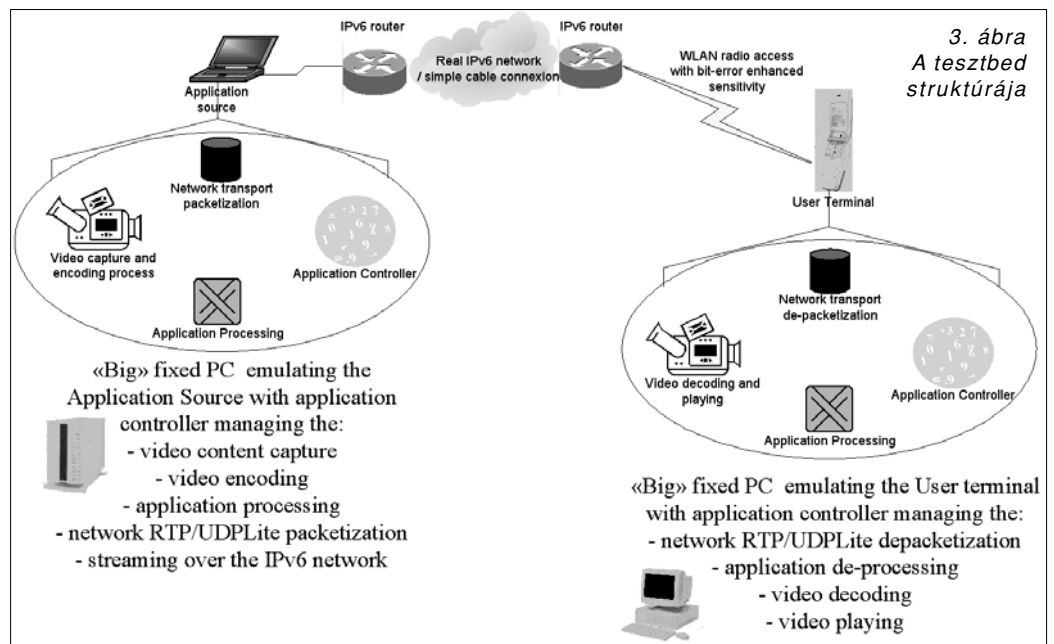 IPv6 router
IPv6 router
Real IPv6 network
/ simple cable connexion
WLAN radio access
with bit-error enhanced
sensitivity
3. ábra
A tesztbed
struktúrája
Application
source
User Terminal
Network transport
packetization
Video capture and
encoding process
Application Controller
Application Processing
«Big» fixed PC emulating the
Application Source with application
controller managing the:
- video content capture
- video encoding
- application processing
- network RTP/UDPLite packetization
- streaming over the IPv6 network
Network transport
de-packetization
Video decoding and
playing
Application Controller
Application Processing
«Big» fixed PC emulating the User terminal
with application controller managing the:
- network RTP/UDPLite depacketization
- application de-processing
- video decoding
- video playing